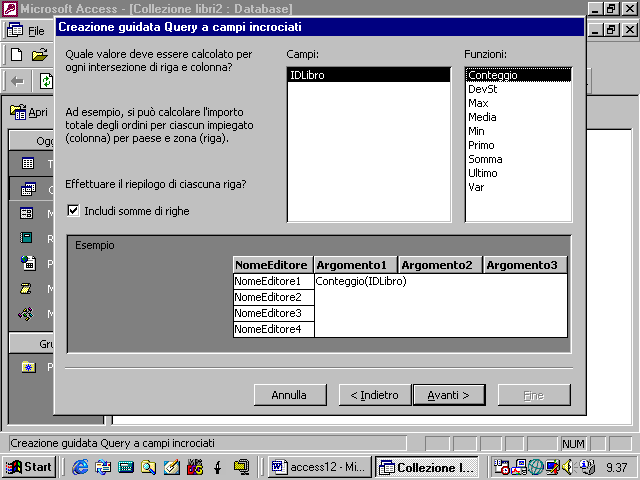 Microsoft Access - [Collezione libri2 : Database]
File
Creazione guidata Query a campi incrociati
Quale valore deve essere calcolato per
ogni intersezione di riga e colonna?
Ad esempio, si può calcolare l'importo
totale degli ordini per ciascun impiegato
(colonna) per paese e zona (riga).
Effettuare il riepilogo di ciascuna riga?
Includi somme di righe
Campi:
IDLibro
Funzioni:
Conteggio
DevSt
Max
Media
Min
Primo
Somma
Ultimo
Var
Apri
Ogg
Gru
Esempio
NomeEditore Argomento1 Argomento2 Argomento3
NomeEditore1 Conteggio(IDLibro)
NomeEditore2
NomeEditore3
NomeEditore4
Annulla < Indietro Avanti > Fine
Creazione guidata Query a campi incrociati
NUM
Start
access12 - Mi...
Collezione l...
9.37